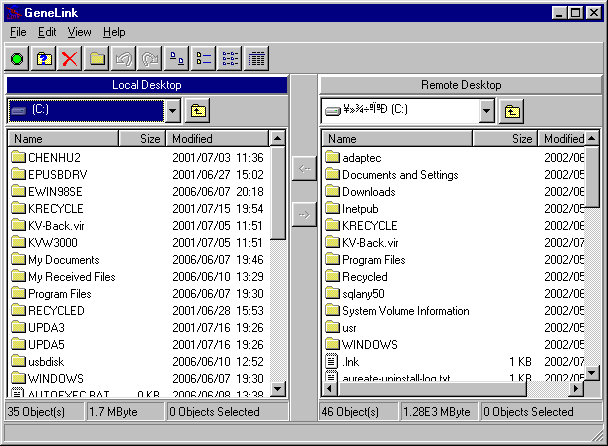 GeneLink
File Edit View Help
Local Desktop
(C:)
Name Size Modified
CHENHU2 2001/07/03 11:36
EPUSBDRV 2001/06/27 15:02
EWIN98SE 2006/06/07 20:18
KRECYCLE 2001/07/15 19:54
KV-Back.vir 2001/07/05 11:51
KVW3000 2001/07/05 11:51
My Documents 2006/06/07 19:46
My Received Files 2006/06/10 13:29
Program Files 2006/06/07 19:30
RECYCLED 2001/06/28 15:53
UPDA3 2001/07/16 19:26
UPDA5 2001/07/16 19:26
usbdisk 2006/06/10 12:52
WINDOWS 2006/06/07 19:30
AUTOEXEC.BAT 0 KB 2006/06/08 13:38
35 Object(s) 1.7 MByte 0 Objects Selected
<--
-->
Remote Desktop
¥»¾÷ºÏºÐ (C:)
Name Size Modified
adaptec 2002/06
Documents and Settings 2002/05
Downloads 2002/06
Inetpub 2002/05
KRECYCLE 2002/06
KV-Back.vir 2002/07
Program Files 2002/05
Recycled 2002/05
sqlany50 2002/06
System Volume Information 2002/05
usr 2002/05
WINDOWS 2002/05
.lnk 1 KB 2002/07
aureate-uninstall-log.txt 1 KB 2002/05
46 Object(s) 1.28E3 MByte 0 Objects Selected